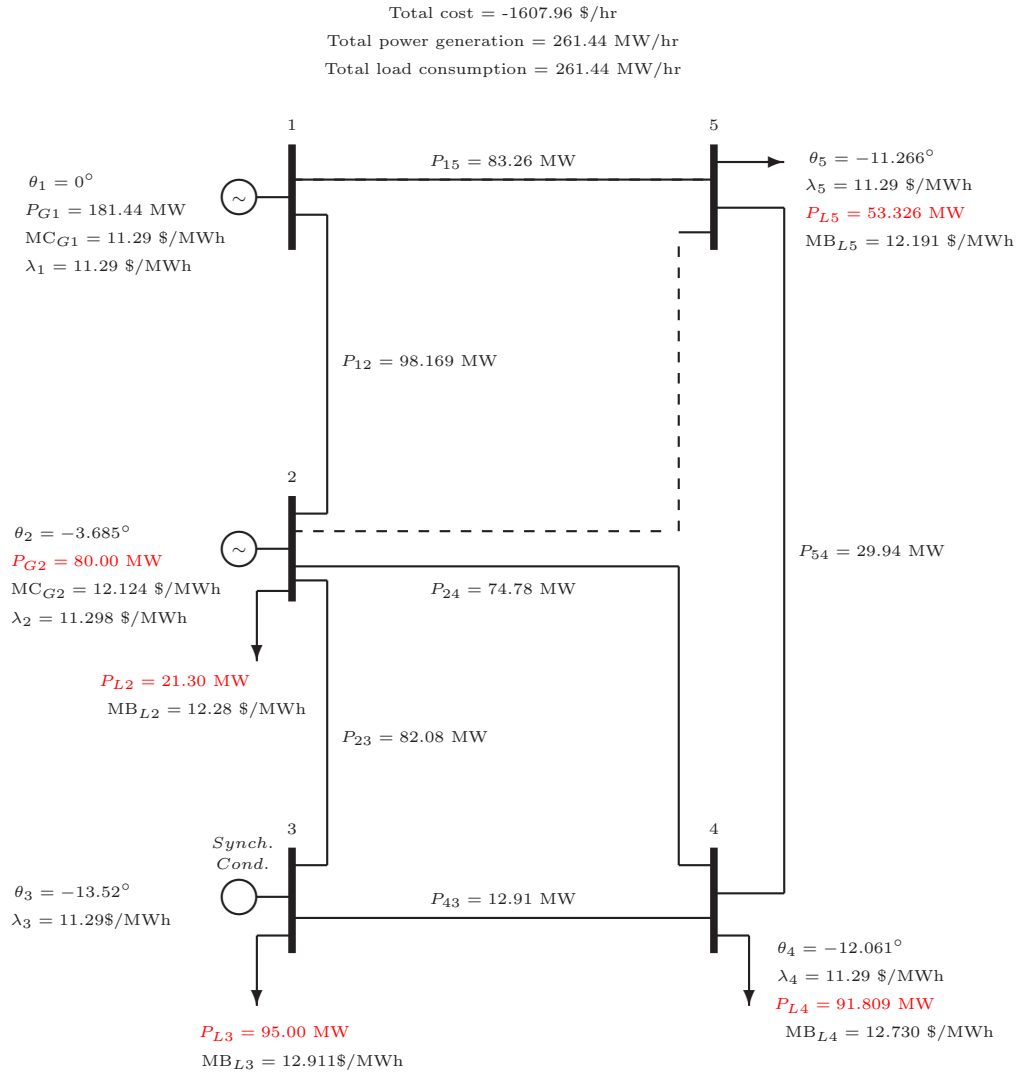 Total cost = -1607.96 $/hr
Total power generation = 261.44 MW/hr
Total load consumption = 261.44 MW/hr
1
5
P15 = 83.26 MW
θ1 = 0°
PG1 = 181.44 MW
MCG1 = 11.29 $/MWh
λ1 = 11.29 $/MWh
∼
θ5 = −11.266°
λ5 = 11.29 $/MWh
PL5 = 53.326 MW
MBL5 = 12.191 $/MWh
P12 = 98.169 MW
2
θ2 = −3.685°
PG2 = 80.00 MW
MCG2 = 12.124 $/MWh
λ2 = 11.298 $/MWh
∼
P54 = 29.94 MW
P24 = 74.78 MW
PL2 = 21.30 MW
MBL2 = 12.28 $/MWh
P23 = 82.08 MW
3
4
Synch.
Cond.
θ3 = −13.52°
λ3 = 11.29$/MWh
P43 = 12.91 MW
θ4 = −12.061°
λ4 = 11.29 $/MWh
PL4 = 91.809 MW
MBL4 = 12.730 $/MWh
PL3 = 95.00 MW
MBL3 = 12.911$/MWh